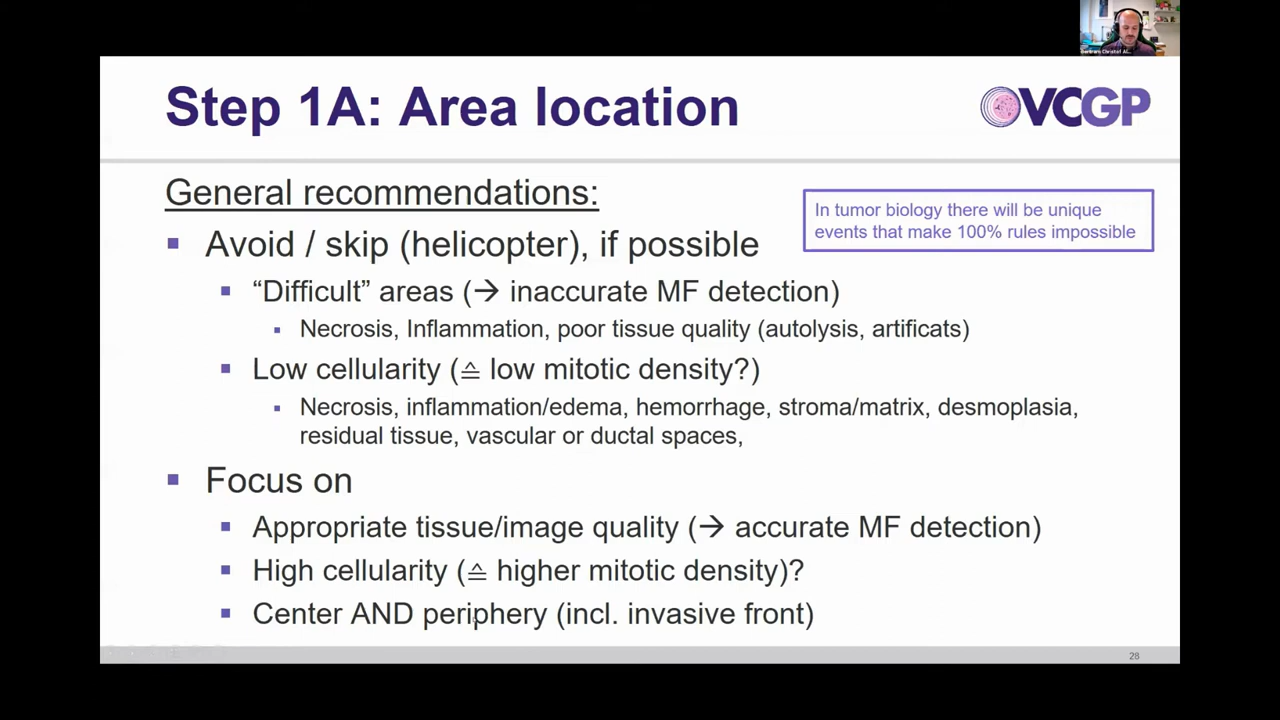 Step 1A: Area location
VCGP
General recommendations:
In tumor biology there will be unique
events that make 100% rules impossible
Avoid / skip (helicopter), if possible
“Difficult” areas (→ inaccurate MF detection)
Necrosis, Inflammation, poor tissue quality (autolysis, artificats)
Low cellularity (≙ low mitotic density?)
Necrosis, inflammation/edema, hemorrhage, stroma/matrix, desmoplasia,
residual tissue, vascular or ductal spaces,
Focus on
Appropriate tissue/image quality (→ accurate MF detection)
High cellularity (≙ higher mitotic density)?
Center AND periphery (incl. invasive front)
28